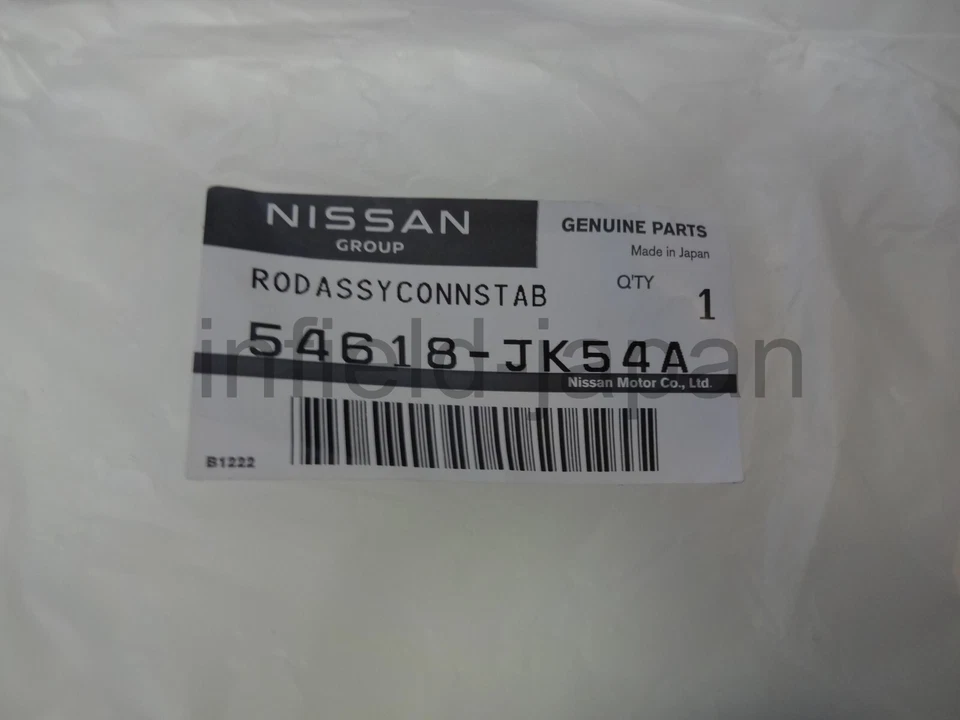 NISSAN
GROUP
GENUINE PARTS
Made in Japan
RODASSYCONNSTAB
Q'TY
1
54618-JK54A
infield-japan
Nissan Motor Co., Ltd.
B1222